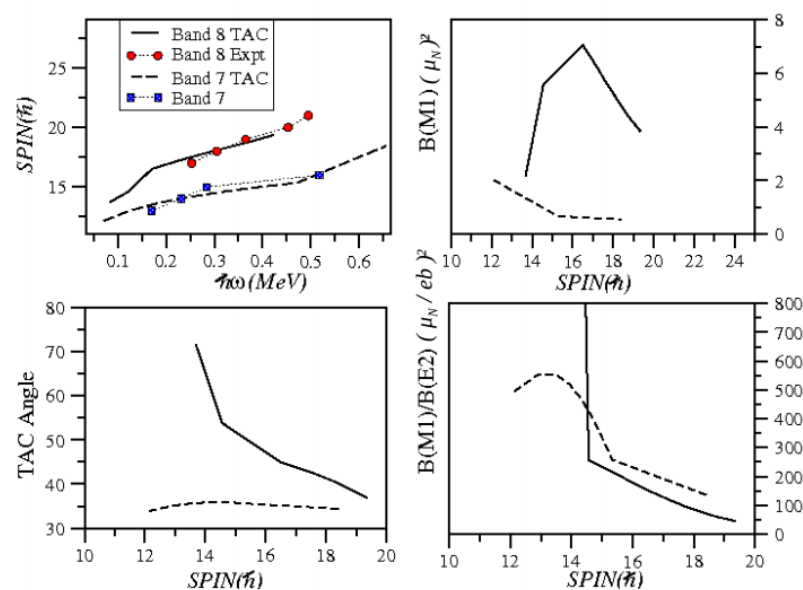 Band 8 TAC
Band 8 Expt
Band 7 TAC
Band 7
SPIN(ℏ)
25
20
15
0.1 0.2 0.3 0.4 0.5 0.6
ℏω (MeV)
B(M1) ( μN )²
8
6
4
2
0
10 12 14 16 18 20 22 24
SPIN(ℏ)
TAC Angle
80
70
60
50
40
30
10 12 14 16 18 20
SPIN(ℏ)
B(M1)/B(E2) ( μN / eb )²
800
700
600
500
400
300
200
100
0
10 12 14 16 18 20
SPIN(ℏ)